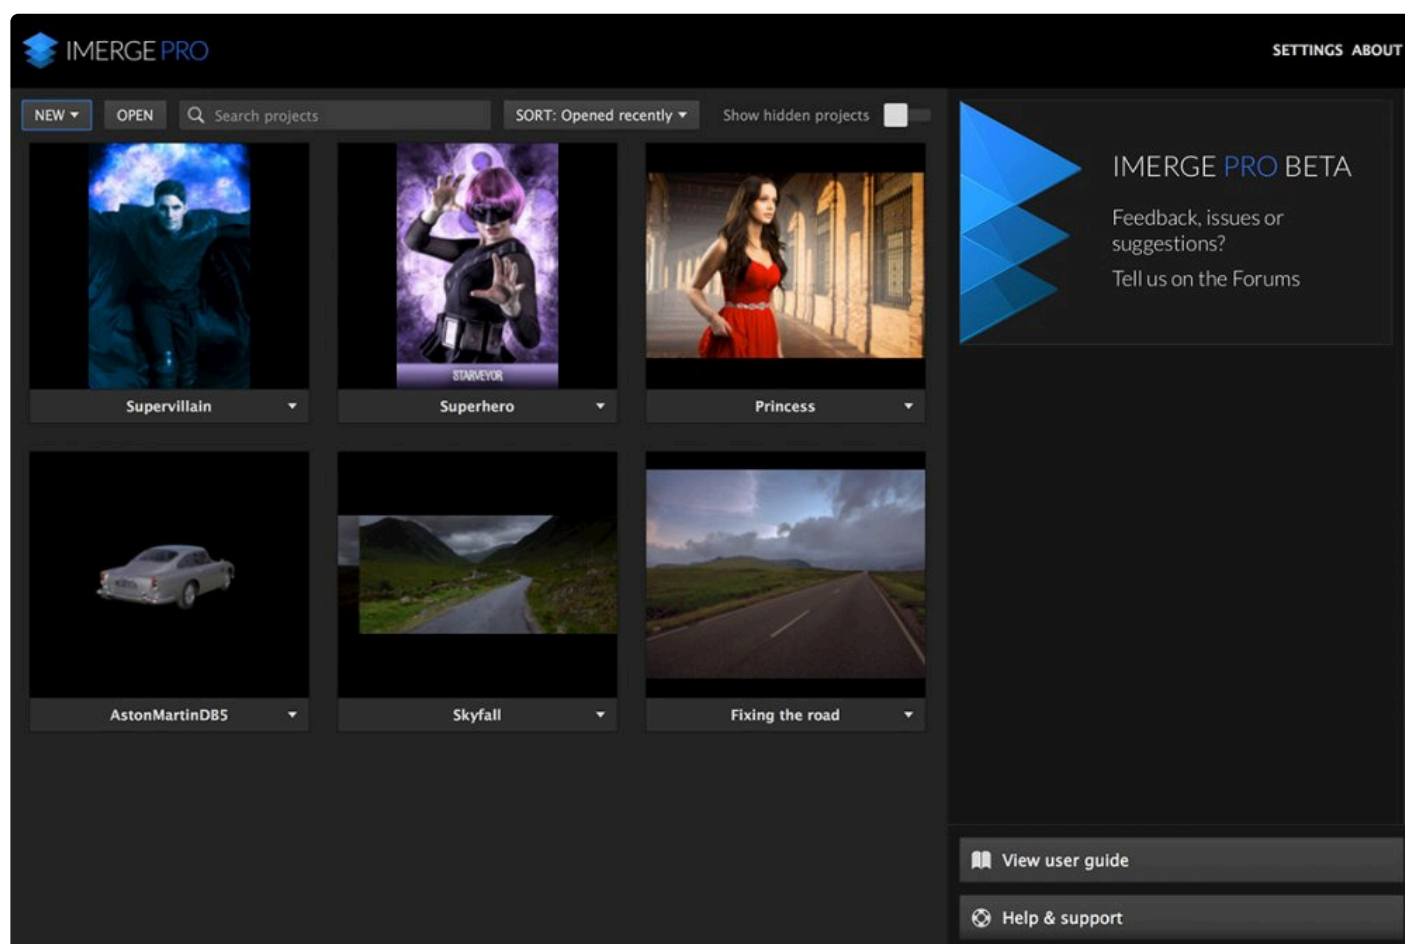 IMERGE PRO
SETTINGS ABOUT
NEW OPEN Search projects SORT: Opened recently Show hidden projects
IMERGE PRO BETA
Feedback, issues or
suggestions?
Tell us on the Forums
STARVEYOR
Supervillain Superhero Princess
AstonMartinDB5 Skyfall Fixing the road
View user guide
Help & support